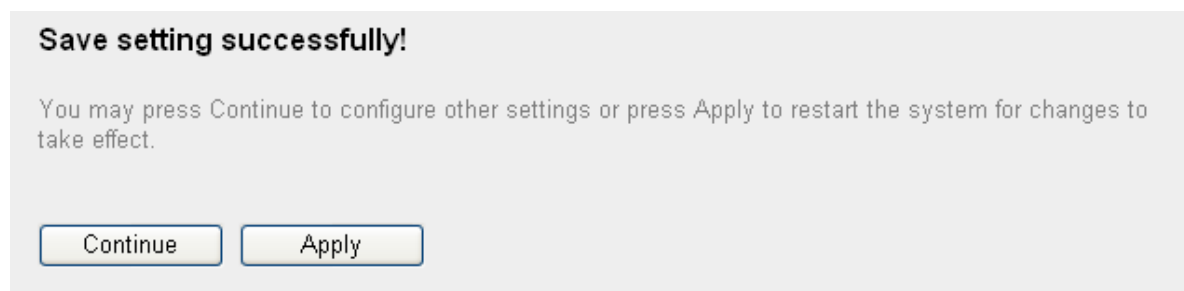 Save setting successfully!
You may press Continue to configure other settings or press Apply to restart the system for changes to
take effect.
Continue Apply